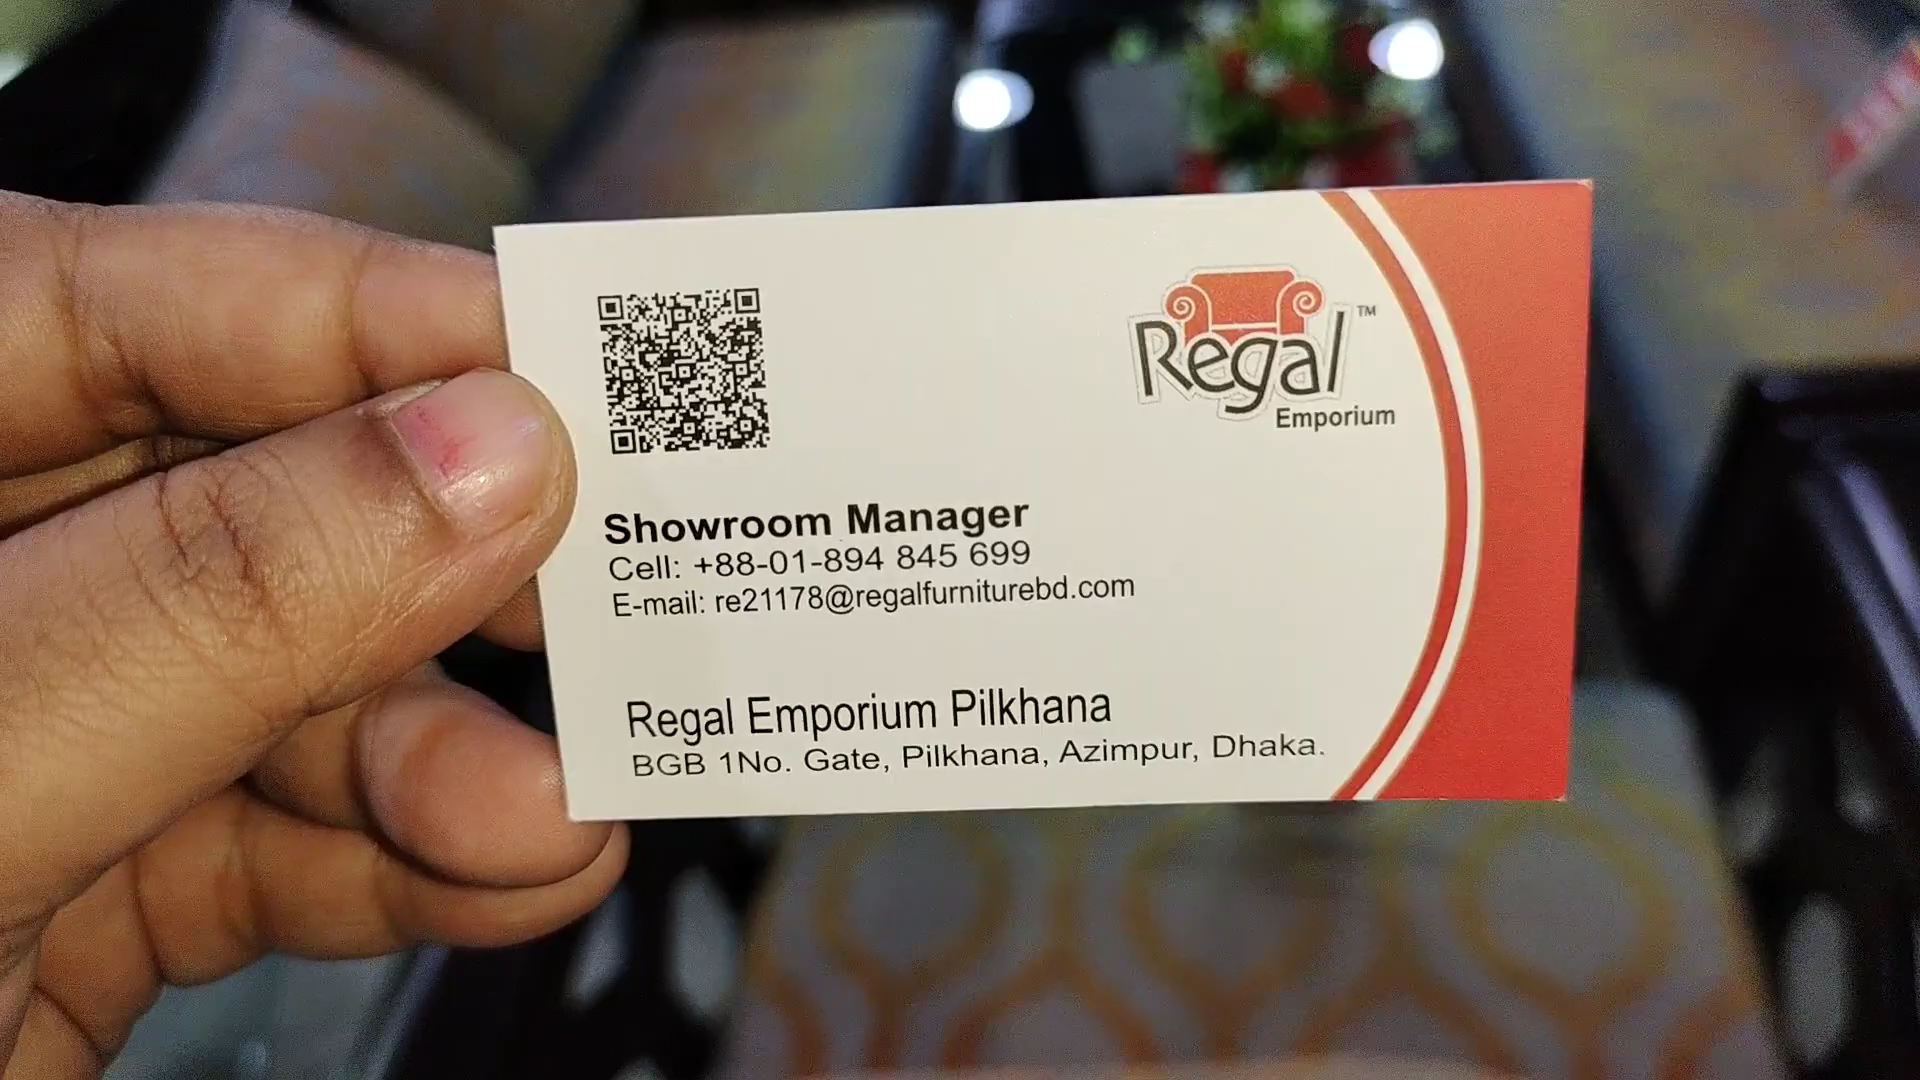 Regal™
Emporium
Showroom Manager
Cell: +88-01-894 845 699
E-mail: re21178@regalfurniturebd.com
Regal Emporium Pilkhana
BGB 1No. Gate, Pilkhana, Azimpur, Dhaka.